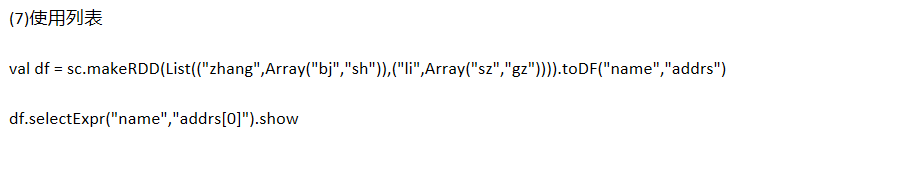 (7)使用列表
val df = sc.makeRDD(List(("zhang",Array("bj","sh")),("li",Array("sz","gz")))).toDF("name","addrs")
df.selectExpr("name","addrs[0]").show